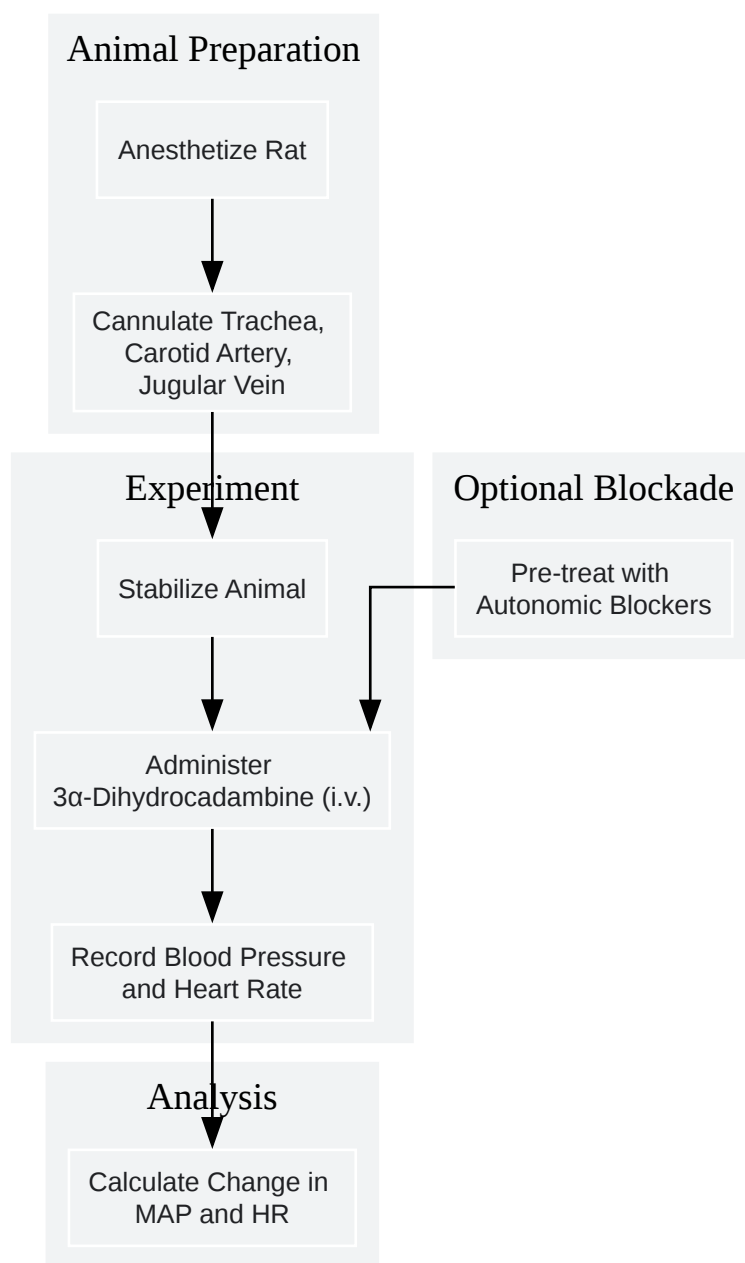 Animal Preparation
Anesthetize Rat
Cannulate Trachea,
Carotid Artery,
Jugular Vein
Experiment
Stabilize Animal
Optional Blockade
Pre-treat with
Autonomic Blockers
Administer
3α-Dihydrocadambine (i.v.)
Record Blood Pressure
and Heart Rate
Analysis
Calculate Change in
MAP and HR